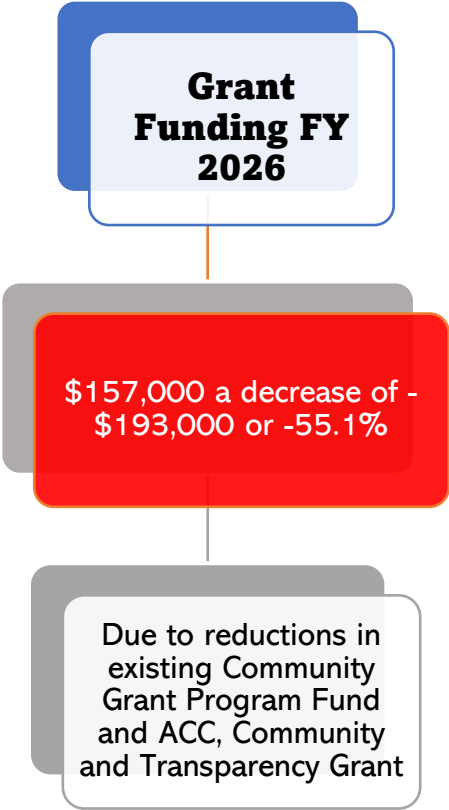 Grant
Funding FY
2026
$157,000 a decrease of -
$193,000 or -55.1%
Due to reductions in
existing Community
Grant Program Fund
and ACC, Community
and Transparency Grant